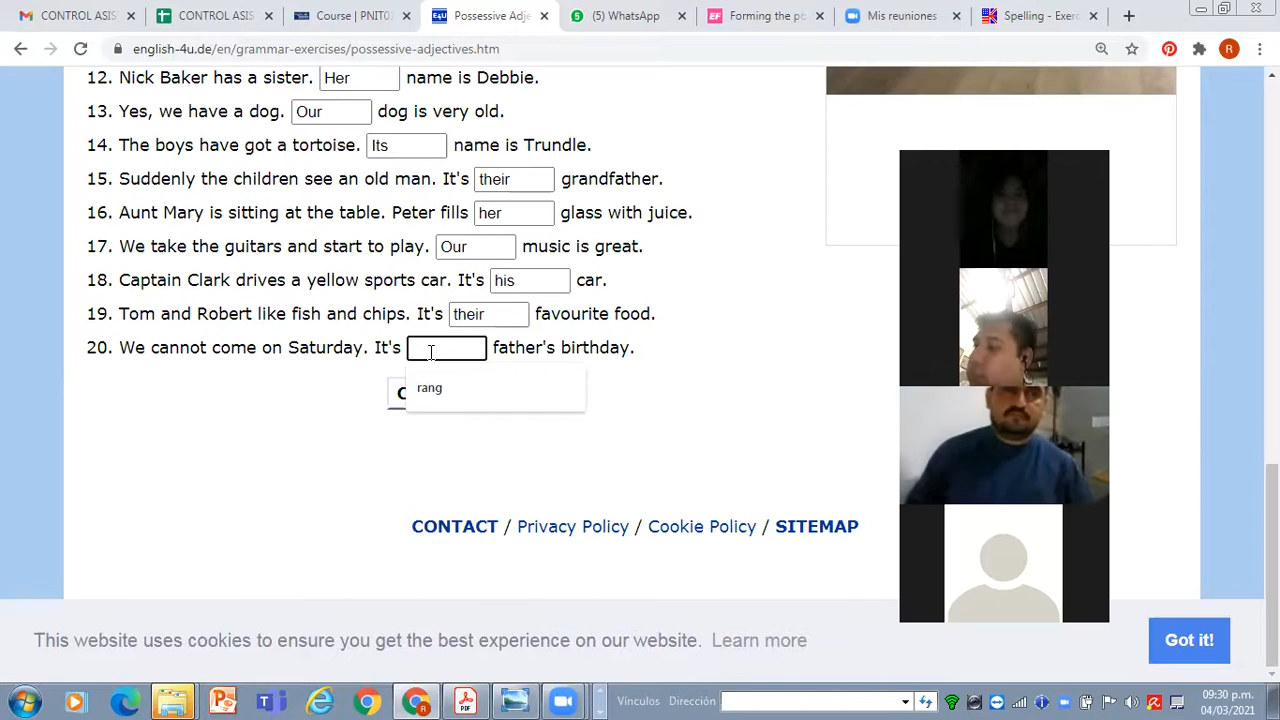 CONTROL ASIS
CONTROL ASIS
Course | PNIT0
Possessive Adje
WhatsApp
Forming the po
Mis reuniones
Spelling - Exerc
english-4u.de/en/grammar-exercises/possessive-adjectives.htm
R
12. Nick Baker has a sister. Her name is Debbie.
13. Yes, we have a dog. Our dog is very old.
14. The boys have got a tortoise. Its name is Trundle.
15. Suddenly the children see an old man. It's their grandfather.
16. Aunt Mary is sitting at the table. Peter fills her glass with juice.
17. We take the guitars and start to play. Our music is great.
18. Captain Clark drives a yellow sports car. It's his car.
19. Tom and Robert like fish and chips. It's their favourite food.
20. We cannot come on Saturday. It's father's birthday.
rang
CONTACT / Privacy Policy / Cookie Policy / SITEMAP
This website uses cookies to ensure you get the best experience on our website. Learn more
Got it!
Vínculos Dirección
09:30 p.m.
04/03/2021